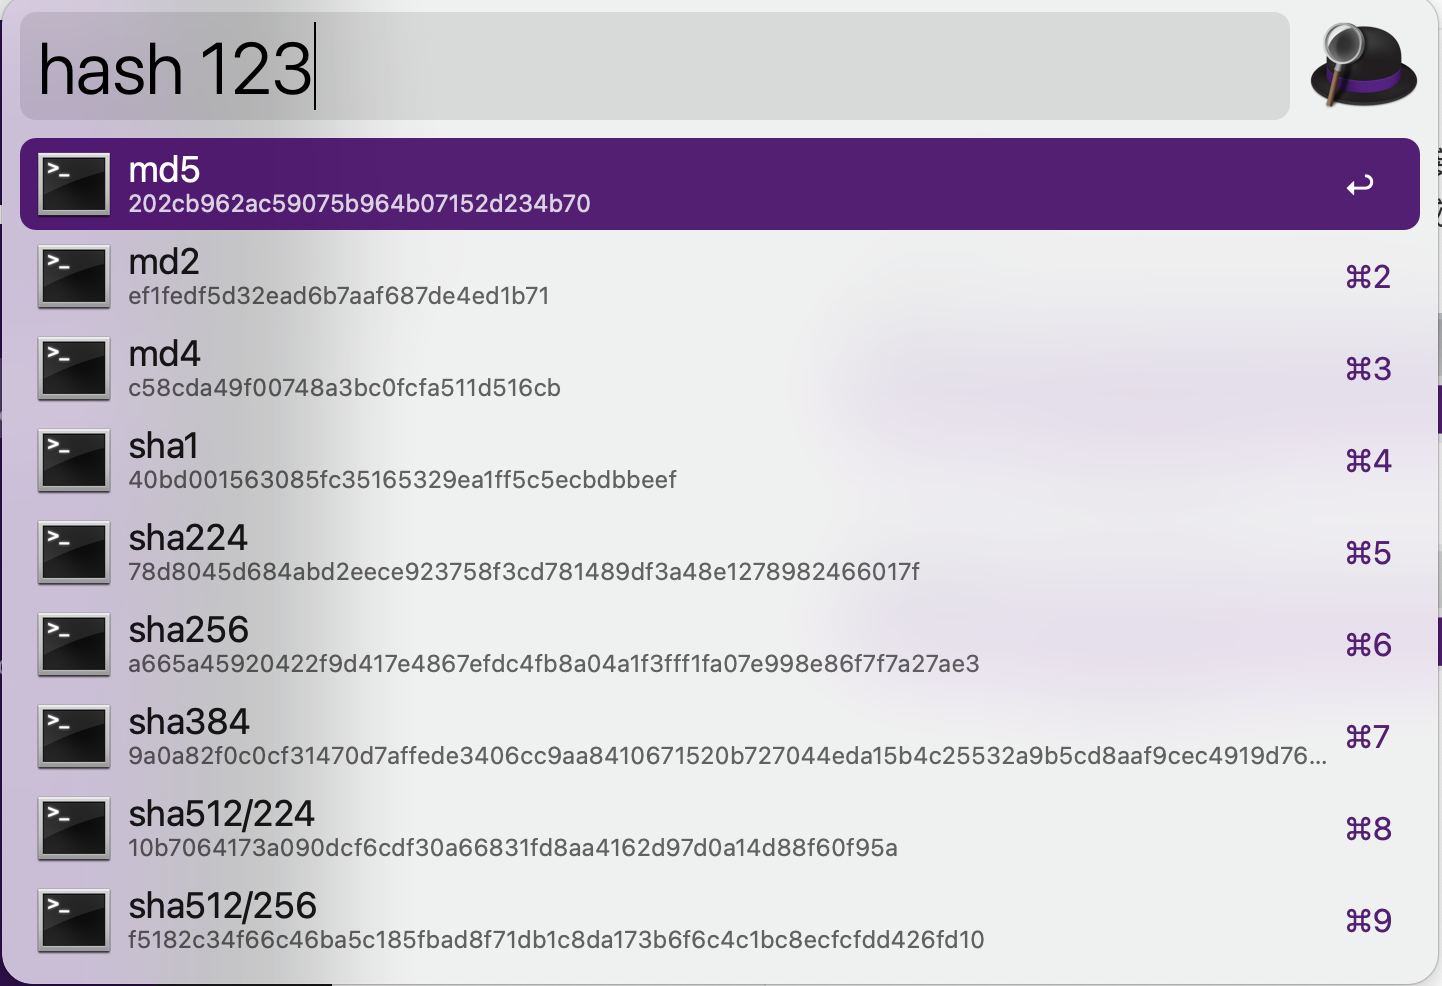 hash 123
md5
202cb962ac59075b964b07152d234b70
md2
ef1fedf5d32ead6b7aaf687de4ed1b71
⌘2
md4
c58cda49f00748a3bc0fcfa511d516cb
⌘3
sha1
40bd001563085fc35165329ea1ff5c5ecbdbbeef
⌘4
sha224
78d8045d684abd2eece923758f3cd781489df3a48e1278982466017f
⌘5
sha256
a665a45920422f9d417e4867efdc4fb8a04a1f3fff1fa07e998e86f7f7a27ae3
⌘6
sha384
9a0a82f0c0cf31470d7affede3406cc9aa8410671520b727044eda15b4c25532a9b5cd8aaf9cec4919d76...
⌘7
sha512/224
10b7064173a090dcf6cdf30a66831fd8aa4162d97d0a14d88f60f95a
⌘8
sha512/256
f5182c34f66c46ba5c185fbad8f71db1c8da173b6f6c4c1bc8ecfcfdd426fd10
⌘9